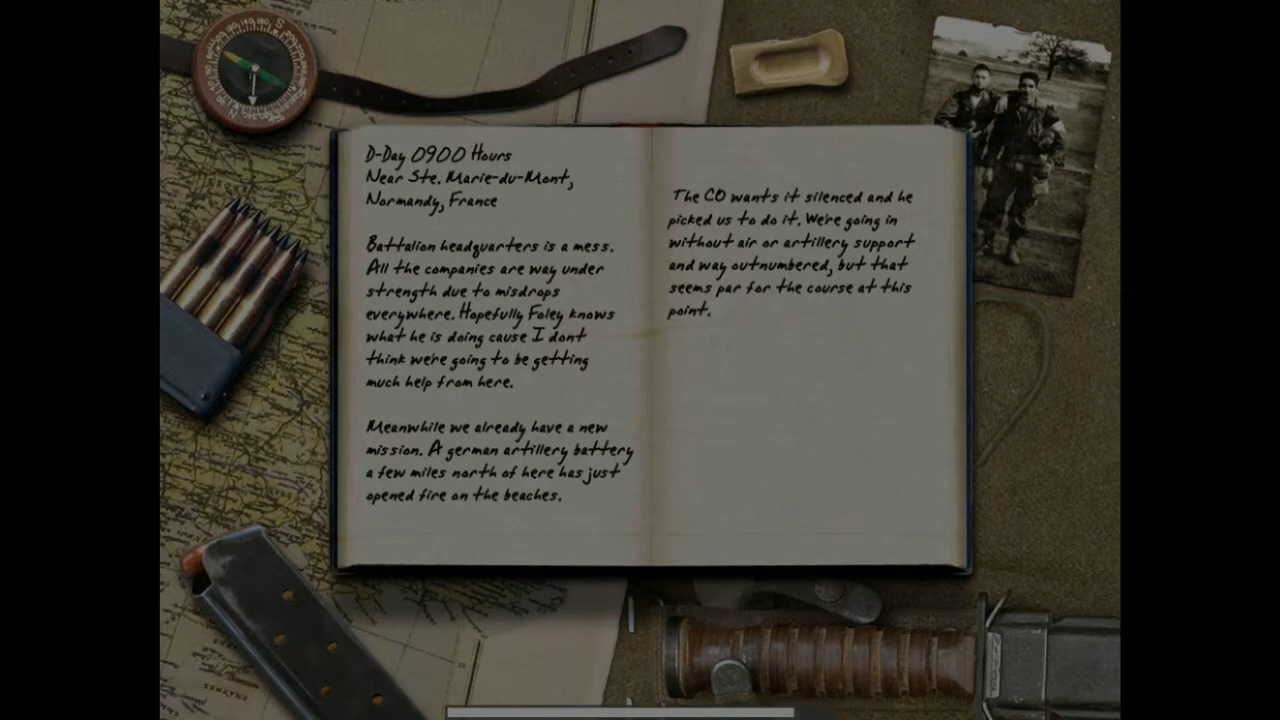 D-Day 0900 Hours
Near Ste. Marie-du-Mont,
Normandy, France
Battalion headquarters is a mess.
All the companies are way under
strength due to misdrops
everywhere. Hopefully Foley knows
what he is doing cause I dont
think we're going to be getting
much help from here.
Meanwhile we already have a new
mission. A german artillery battery
a few miles north of here has just
opened fire on the beaches.
The CO wants it silenced and he
picked us to do it. We're going in
without air or artillery support
and way outnumbered, but that
seems par for the course at this
point.